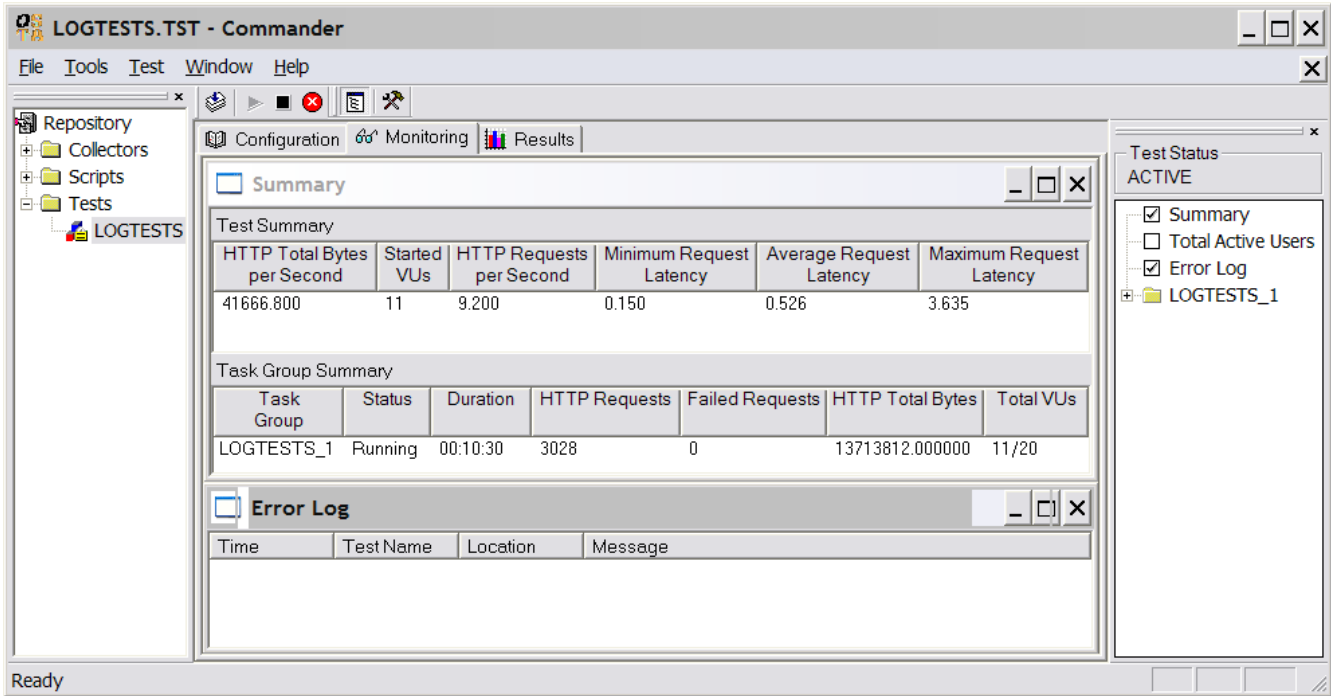 LOGTESTS.TST - Commander
File Tools Test Window Help
Repository
Collectors
Scripts
Tests
LOGTESTS
Configuration Monitoring Results
Summary
Test Summary
HTTP Total Bytes per Second Started VUs HTTP Requests per Second Minimum Request Latency Average Request Latency Maximum Request Latency
41666.800 11 9.200 0.150 0.526 3.635
Task Group Summary
Task Group Status Duration HTTP Requests Failed Requests HTTP Total Bytes Total VUs
LOGTESTS_1 Running 00:10:30 3028 0 13713812.000000 11/20
Error Log
Time Test Name Location Message
Test Status
ACTIVE
Summary
Total Active Users
Error Log
LOGTESTS_1
Ready